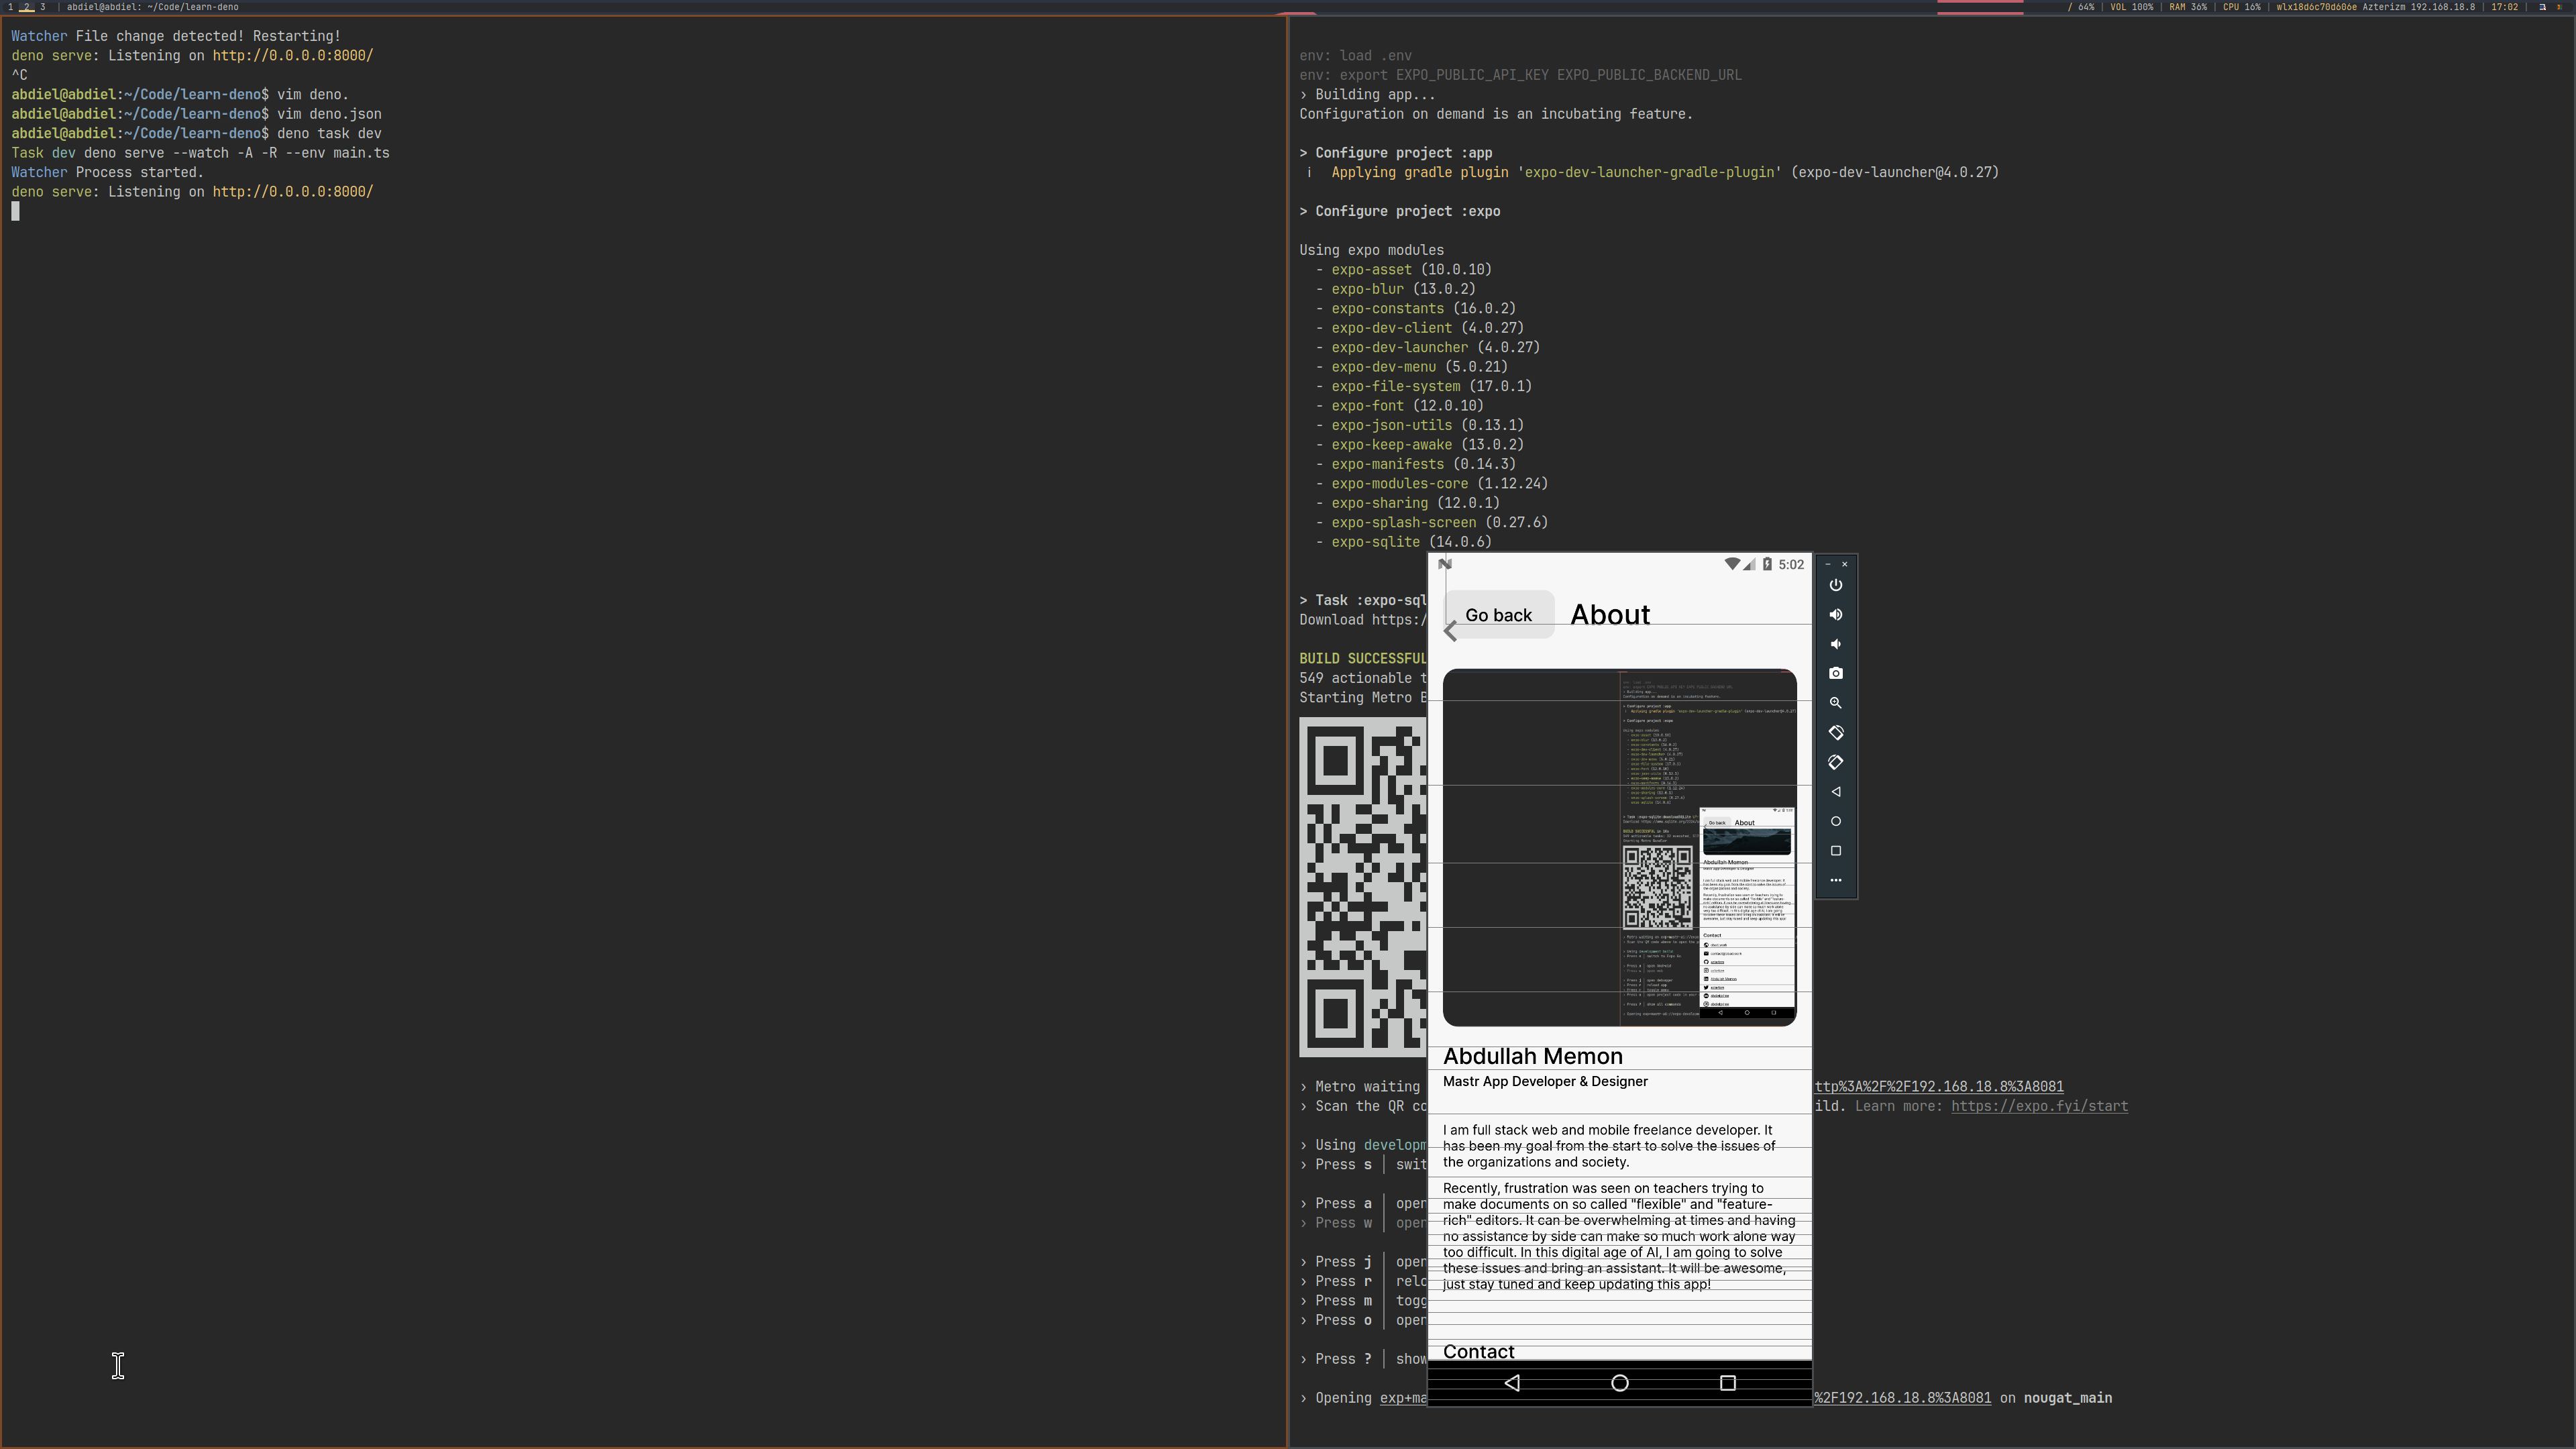 1 2 3 | abdiel@abdiel: ~/Code/learn-deno
/ 64% | VOL 100% | RAM 36% | CPU 16% | wlx18d6c70d606e Azterizm 192.168.18.8 | 17:02 |
Watcher File change detected! Restarting!
deno serve: Listening on http://0.0.0.0:8000/
^C
abdiel@abdiel:~/Code/learn-deno$ vim deno.
abdiel@abdiel:~/Code/learn-deno$ vim deno.json
abdiel@abdiel:~/Code/learn-deno$ deno task dev
Task dev deno serve --watch -A -R --env main.ts
Watcher Process started.
deno serve: Listening on http://0.0.0.0:8000/
env: load .env
env: export EXPO_PUBLIC_API_KEY EXPO_PUBLIC_BACKEND_URL
› Building app...
Configuration on demand is an incubating feature.
> Configure project :app
i Applying gradle plugin 'expo-dev-launcher-gradle-plugin' (expo-dev-launcher@4.0.27)
> Configure project :expo
Using expo modules
- expo-asset (10.0.10)
- expo-blur (13.0.2)
- expo-constants (16.0.2)
- expo-dev-client (4.0.27)
- expo-dev-launcher (4.0.27)
- expo-dev-menu (5.0.21)
- expo-file-system (17.0.1)
- expo-font (12.0.10)
- expo-json-utils (0.13.1)
- expo-keep-awake (13.0.2)
- expo-manifests (0.14.3)
- expo-modules-core (1.12.24)
- expo-sharing (12.0.1)
- expo-splash-screen (0.27.6)
- expo-sqlite (14.0.6)
> Task :expo-sql
Download https:/
BUILD SUCCESSFUL
549 actionable t
Starting Metro B
› Metro waiting ttp%3A%2F%2F192.168.18.8%3A8081
› Scan the QR co ild. Learn more: https://expo.fyi/start
› Using developm
› Press s │ swit
› Press a │ open
› Press w │ open
› Press j │ open
› Press r │ relo
› Press m │ togg
› Press o │ open
› Press ? │ show
› Opening exp+ma %2F192.168.18.8%3A8081 on nougat_main
5:02
Go back About
Go back About
Abdullah Memon
Contact
Abdullah Memon
Mastr App Developer & Designer
I am full stack web and mobile freelance developer. It
has been my goal from the start to solve the issues of
the organizations and society.
Recently, frustration was seen on teachers trying to
make documents on so called "flexible" and "feature-
rich" editors. It can be overwhelming at times and having
no assistance by side can make so much work alone way
too difficult. In this digital age of AI, I am going to solve
these issues and bring an assistant. It will be awesome,
just stay tuned and keep updating this app!
Contact